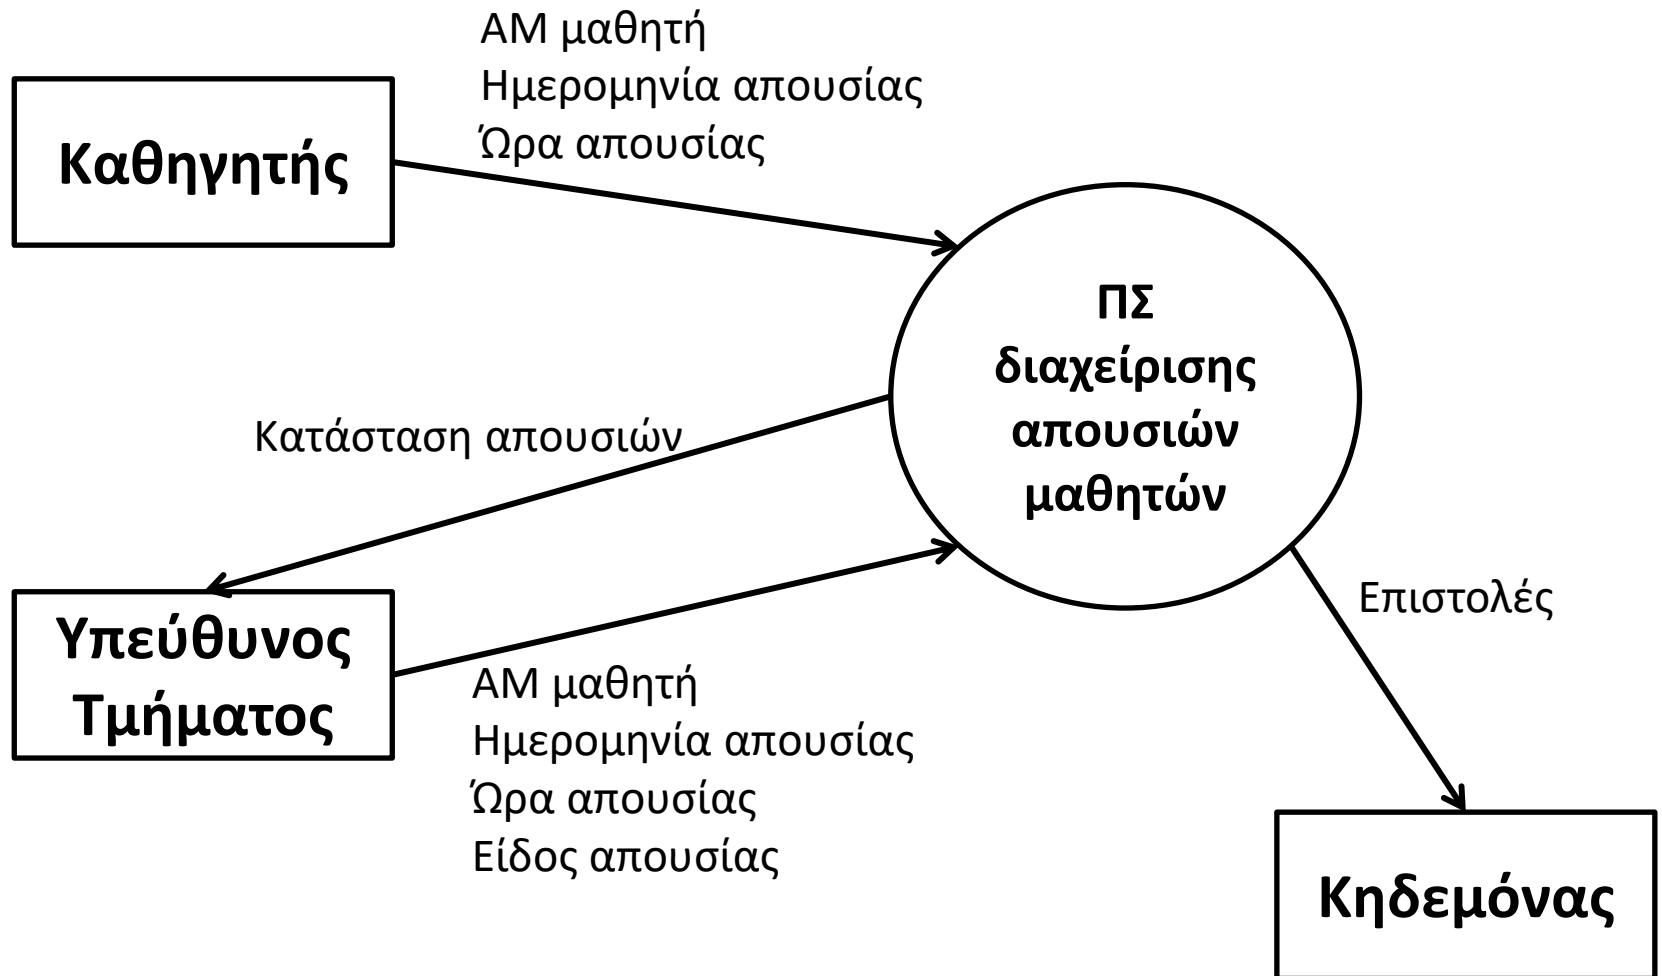 ΑΜ μαθητή
Ημερομηνία απουσίας
Ώρα απουσίας
Καθηγητής
ΠΣ
διαχείρισης
απουσιών
μαθητών
Κατάσταση απουσιών
Υπεύθυνος
Τμήματος
ΑΜ μαθητή
Ημερομηνία απουσίας
Ώρα απουσίας
Είδος απουσίας
Επιστολές
Κηδεμόνας